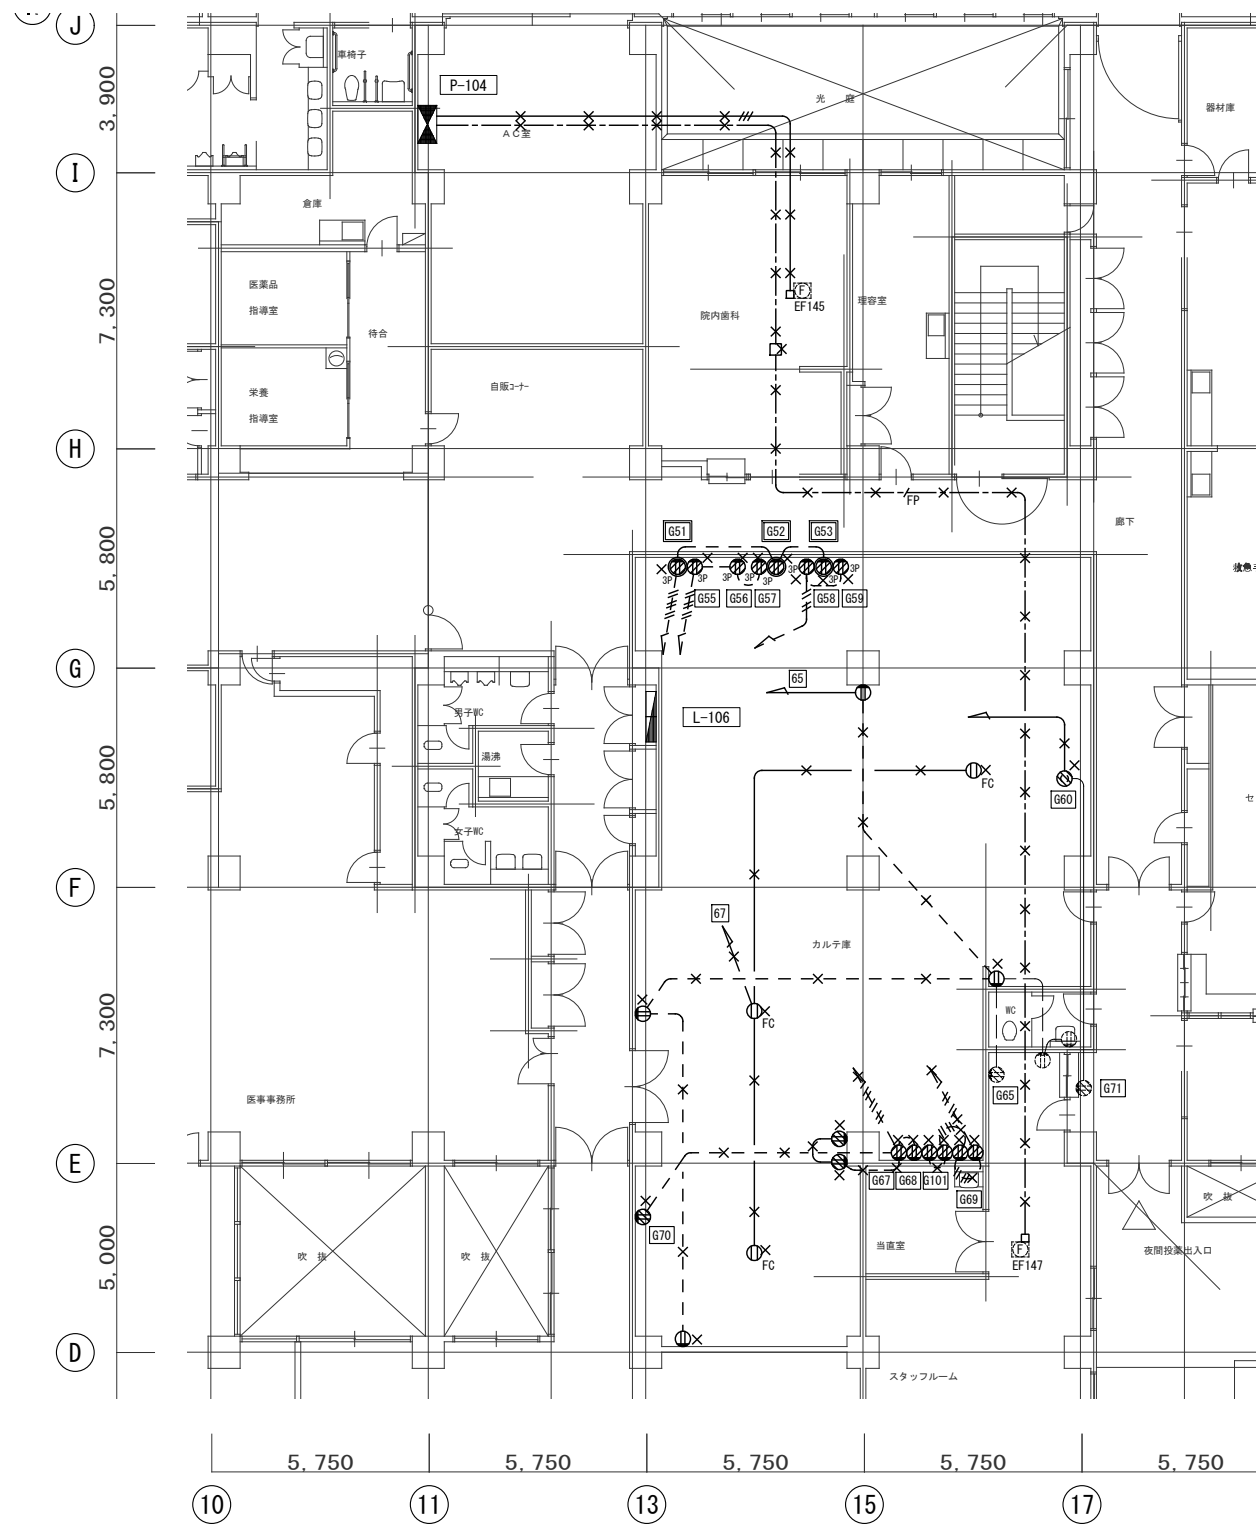 J
車椅子
P-104
光 庭
器材庫
3,900
AC室
I
倉庫
医薬品
指導室
EF145
理容室
7,300
院内歯科
待合
自販ｺｰﾅｰ
栄養
指導室
H
FP
廊下
G51
G52
G53
5,800
3P
3P
3P
3P
3P
3P
G55
G56
G57
G58
G59
G
65
L-106
男子WC
湯沸
5,800
FC
G60
セ
女子WC
F
67
カルテ庫
WC
FC
7,300
G65
G71
医事事務所
E
G67
G68
G101
G69
吹 抜
G70
当直室
夜間投薬出入口
吹 抜
吹 抜
F
EF147
FC
5,000
D
スタッフルーム
5,750
5,750
5,750
5,750
5,750
10
11
13
15
17